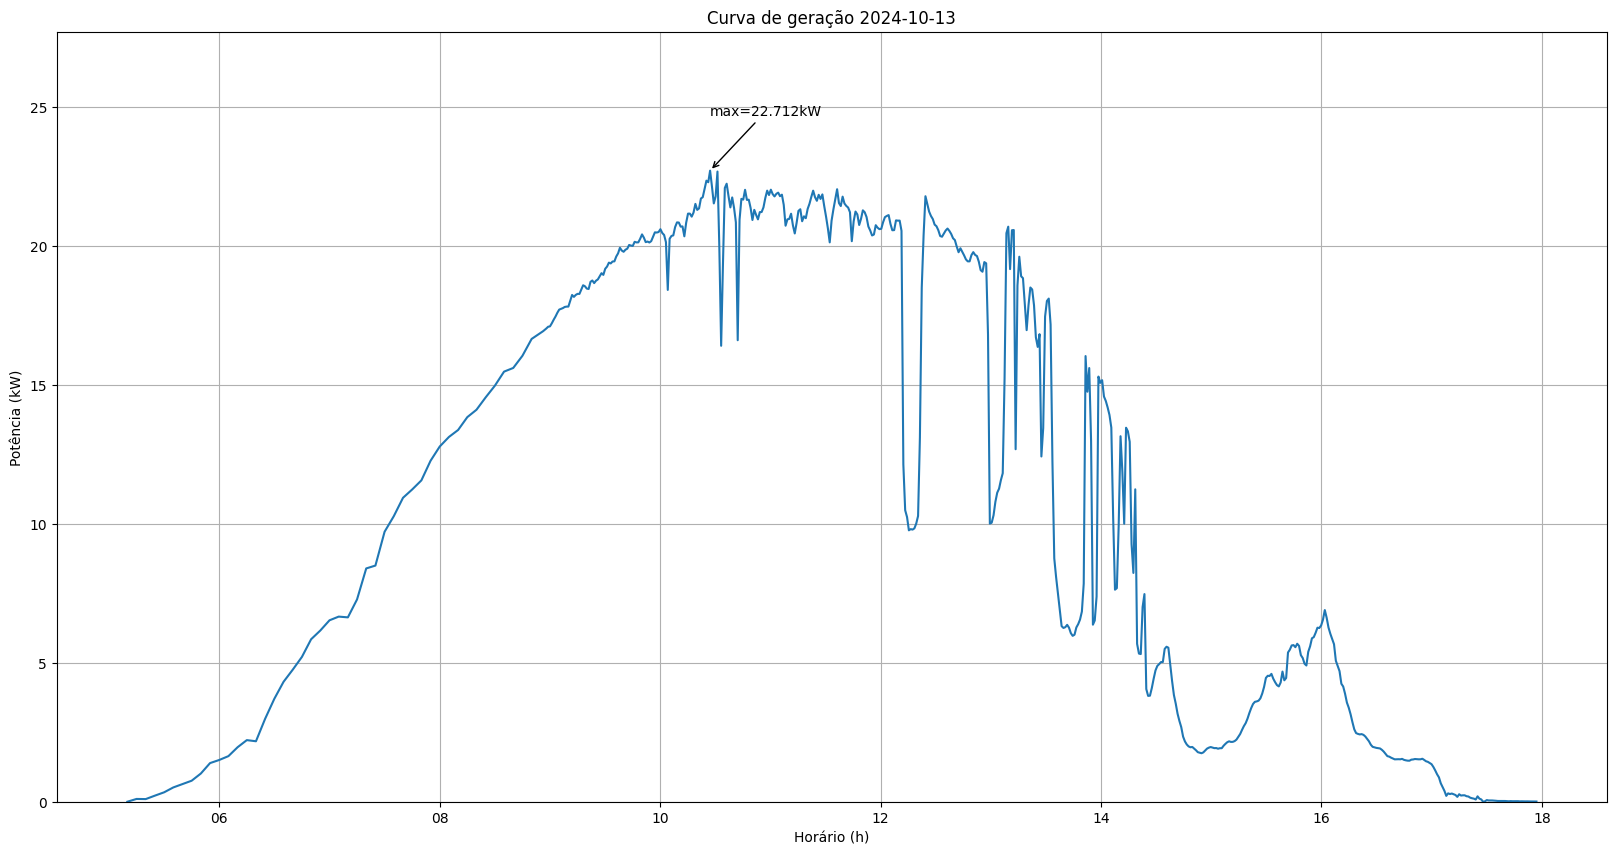 Curva de geração 2024-10-13
Potência (kW)
25
20
15
10
5
0
max=22.712kW
06 08 10 12 14 16 18
Horário (h)